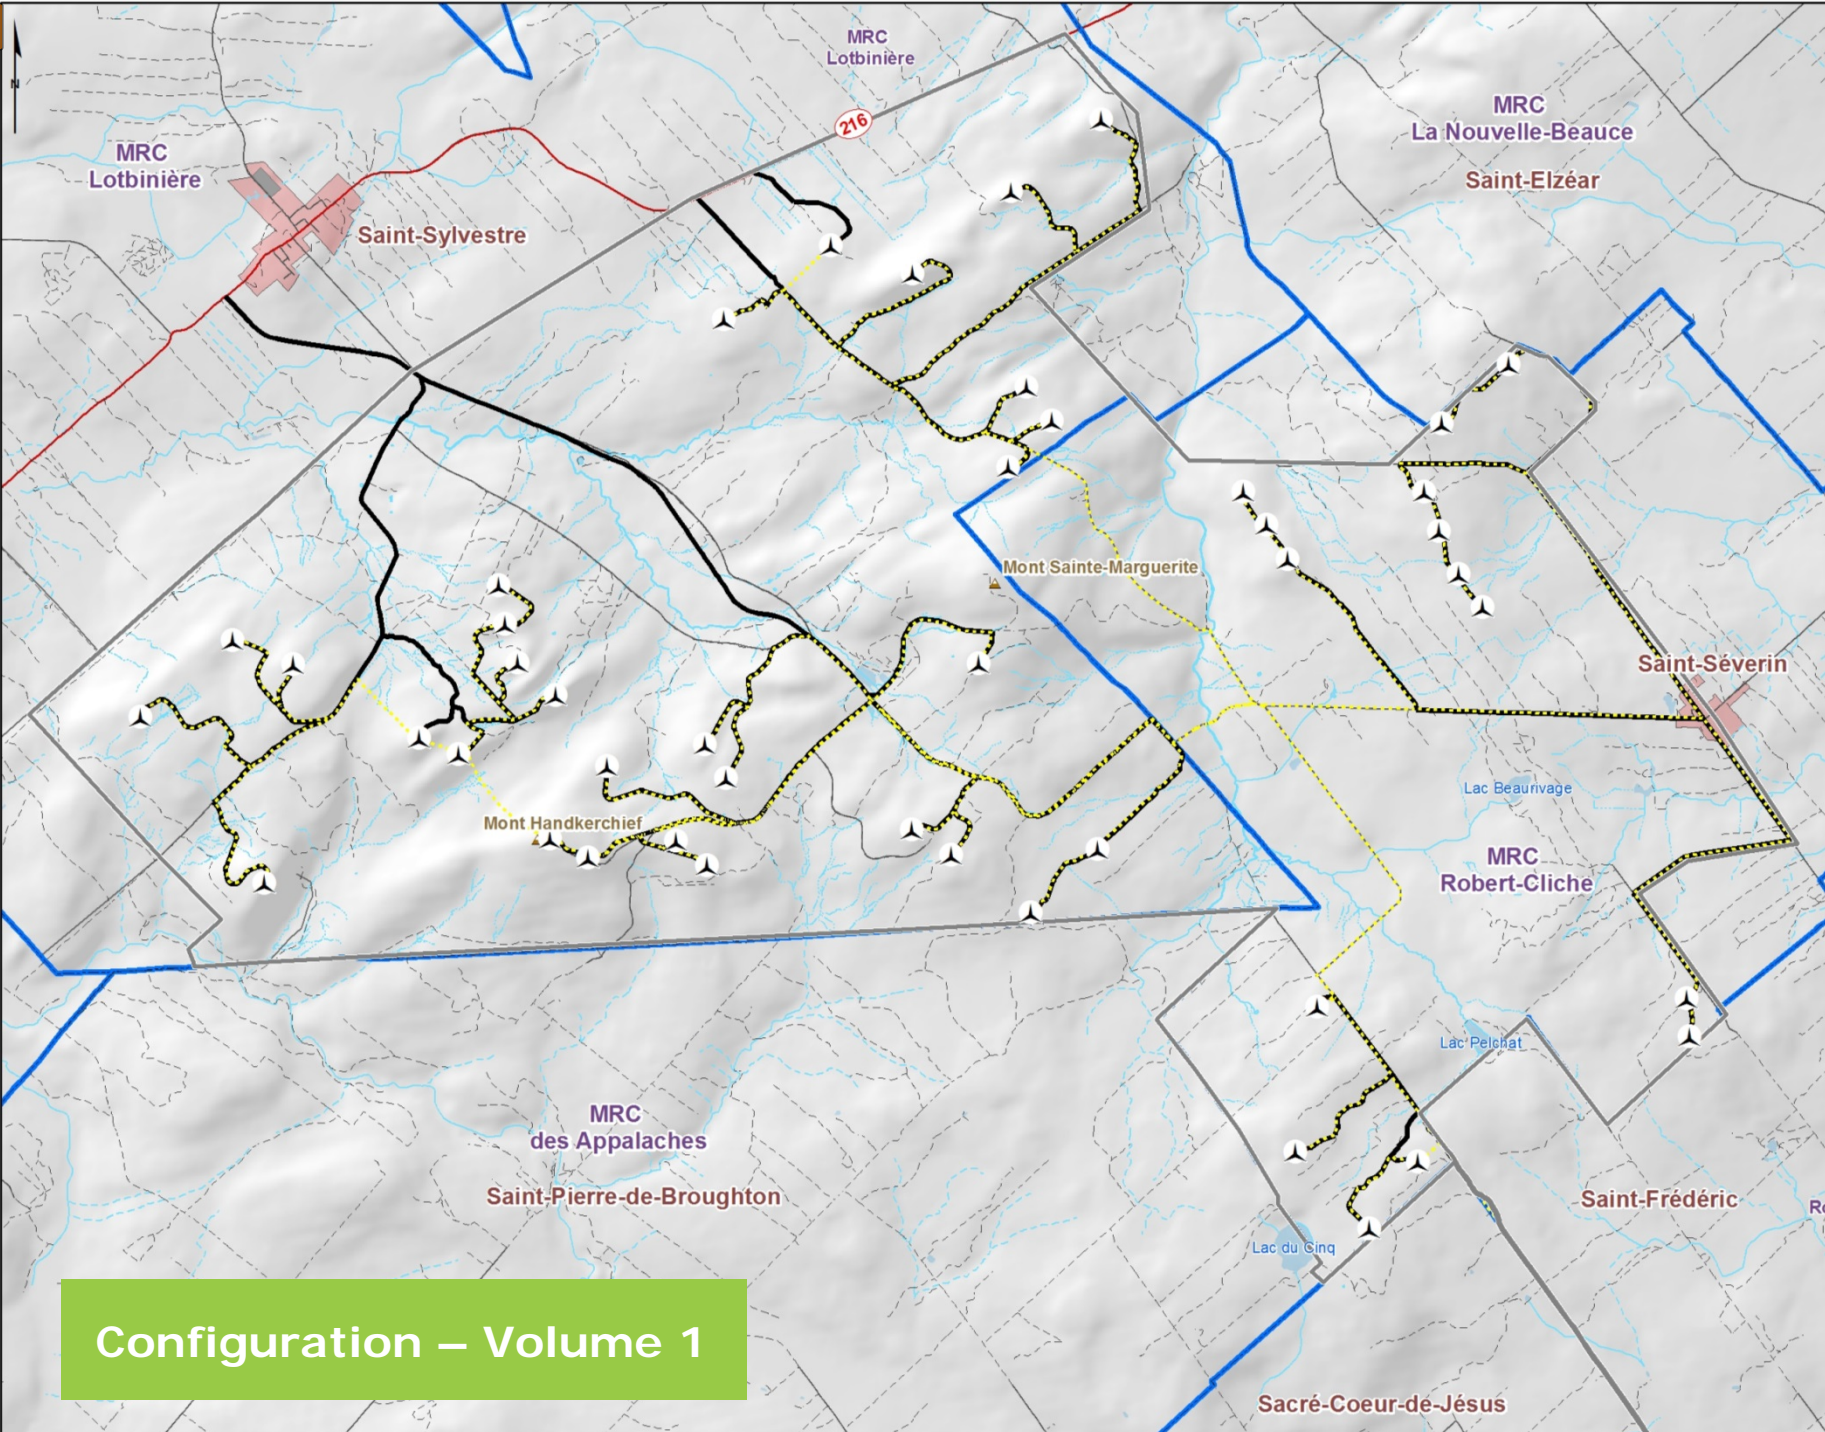 MRC
Lotbinière
MRC
La Nouvelle-Beauce
216
MRC
Lotbinière
Saint-Elzéar
Saint-Sylvestre
N
Mont Sainte-Marguerite
Saint-Séverin
Lac Beaurivage
Mont Handkerchief
MRC
Robert-Cliche
Lac Pelchat
MRC
des Appalaches
Saint-Pierre-de-Broughton
Saint-Frédéric
Lac du Cinq
Configuration – Volume 1
Sacré-Coeur-de-Jésus